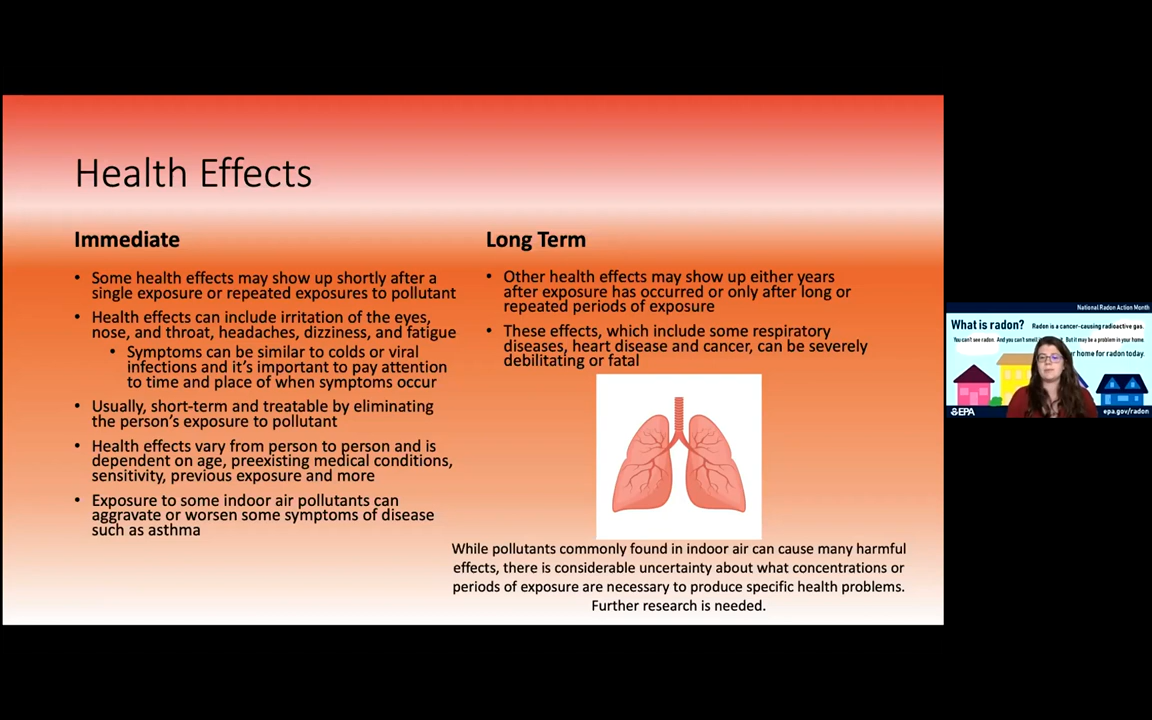 Health Effects
Immediate
• Some health effects may show up shortly after a
single exposure or repeated exposures to pollutant
• Health effects can include irritation of the eyes,
nose, and throat, headaches, dizziness, and fatigue
• Symptoms can be similar to colds or viral
infections and it's important to pay attention
to time and place of when symptoms occur
• Usually, short-term and treatable by eliminating
the person's exposure to pollutant
• Health effects vary from person to person and is
dependent on age, preexisting medical conditions,
sensitivity, previous exposure and more
• Exposure to some indoor air pollutants can
aggravate or worsen some symptoms of disease
such as asthma
Long Term
• Other health effects may show up either years
after exposure has occurred or only after long or
repeated periods of exposure
• These effects, which include some respiratory
diseases, heart disease and cancer, can be severely
debilitating or fatal
While pollutants commonly found in indoor air can cause many harmful
effects, there is considerable uncertainty about what concentrations or
periods of exposure are necessary to produce specific health problems.
Further research is needed.
National Radon Action Month
What is radon? Radon is a cancer-causing radioactive gas.
You can't see radon. And you can't smell But it may be a problem in your home
home for radon today.
EPA
epa.gov/radon